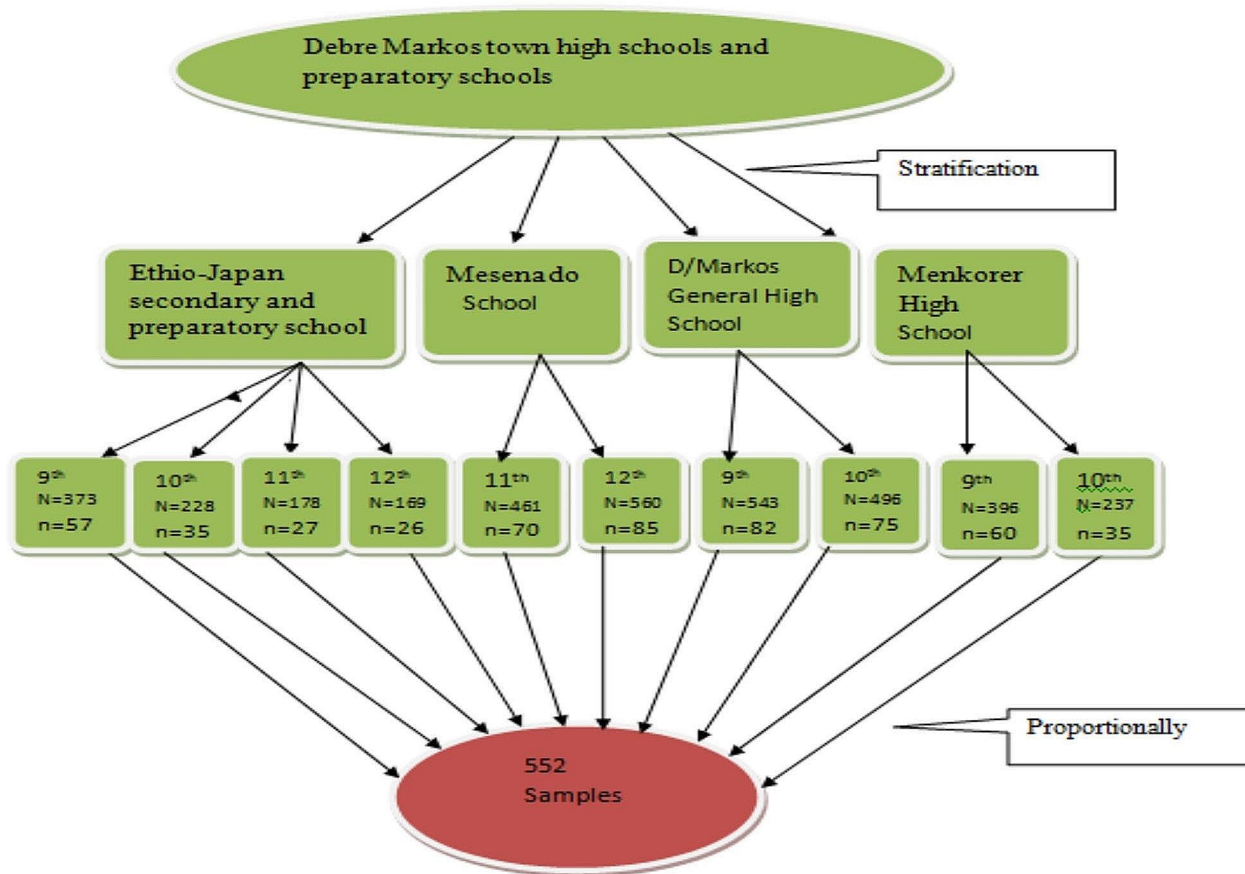 Debre Markos town high schools and
preparatory schools
Stratification
Ethio-Japan
secondary and
preparatory school
Mesenado
School
D/Markos
General High
School
Menkorer
High
School
9th
N=373
n=57
10th
N=228
n=35
11th
N=178
n=27
12th
N=169
n=26
11th
N=461
n=70
12th
N=560
n=85
9th
N=543
n=82
10th
N=496
n=75
9th
N=396
n=60
10th
N=237
n=35
Proportionally
552
Samples